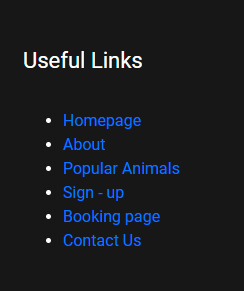 Useful Links
Homepage
About
Popular Animals
Sign - up
Booking page
Contact Us